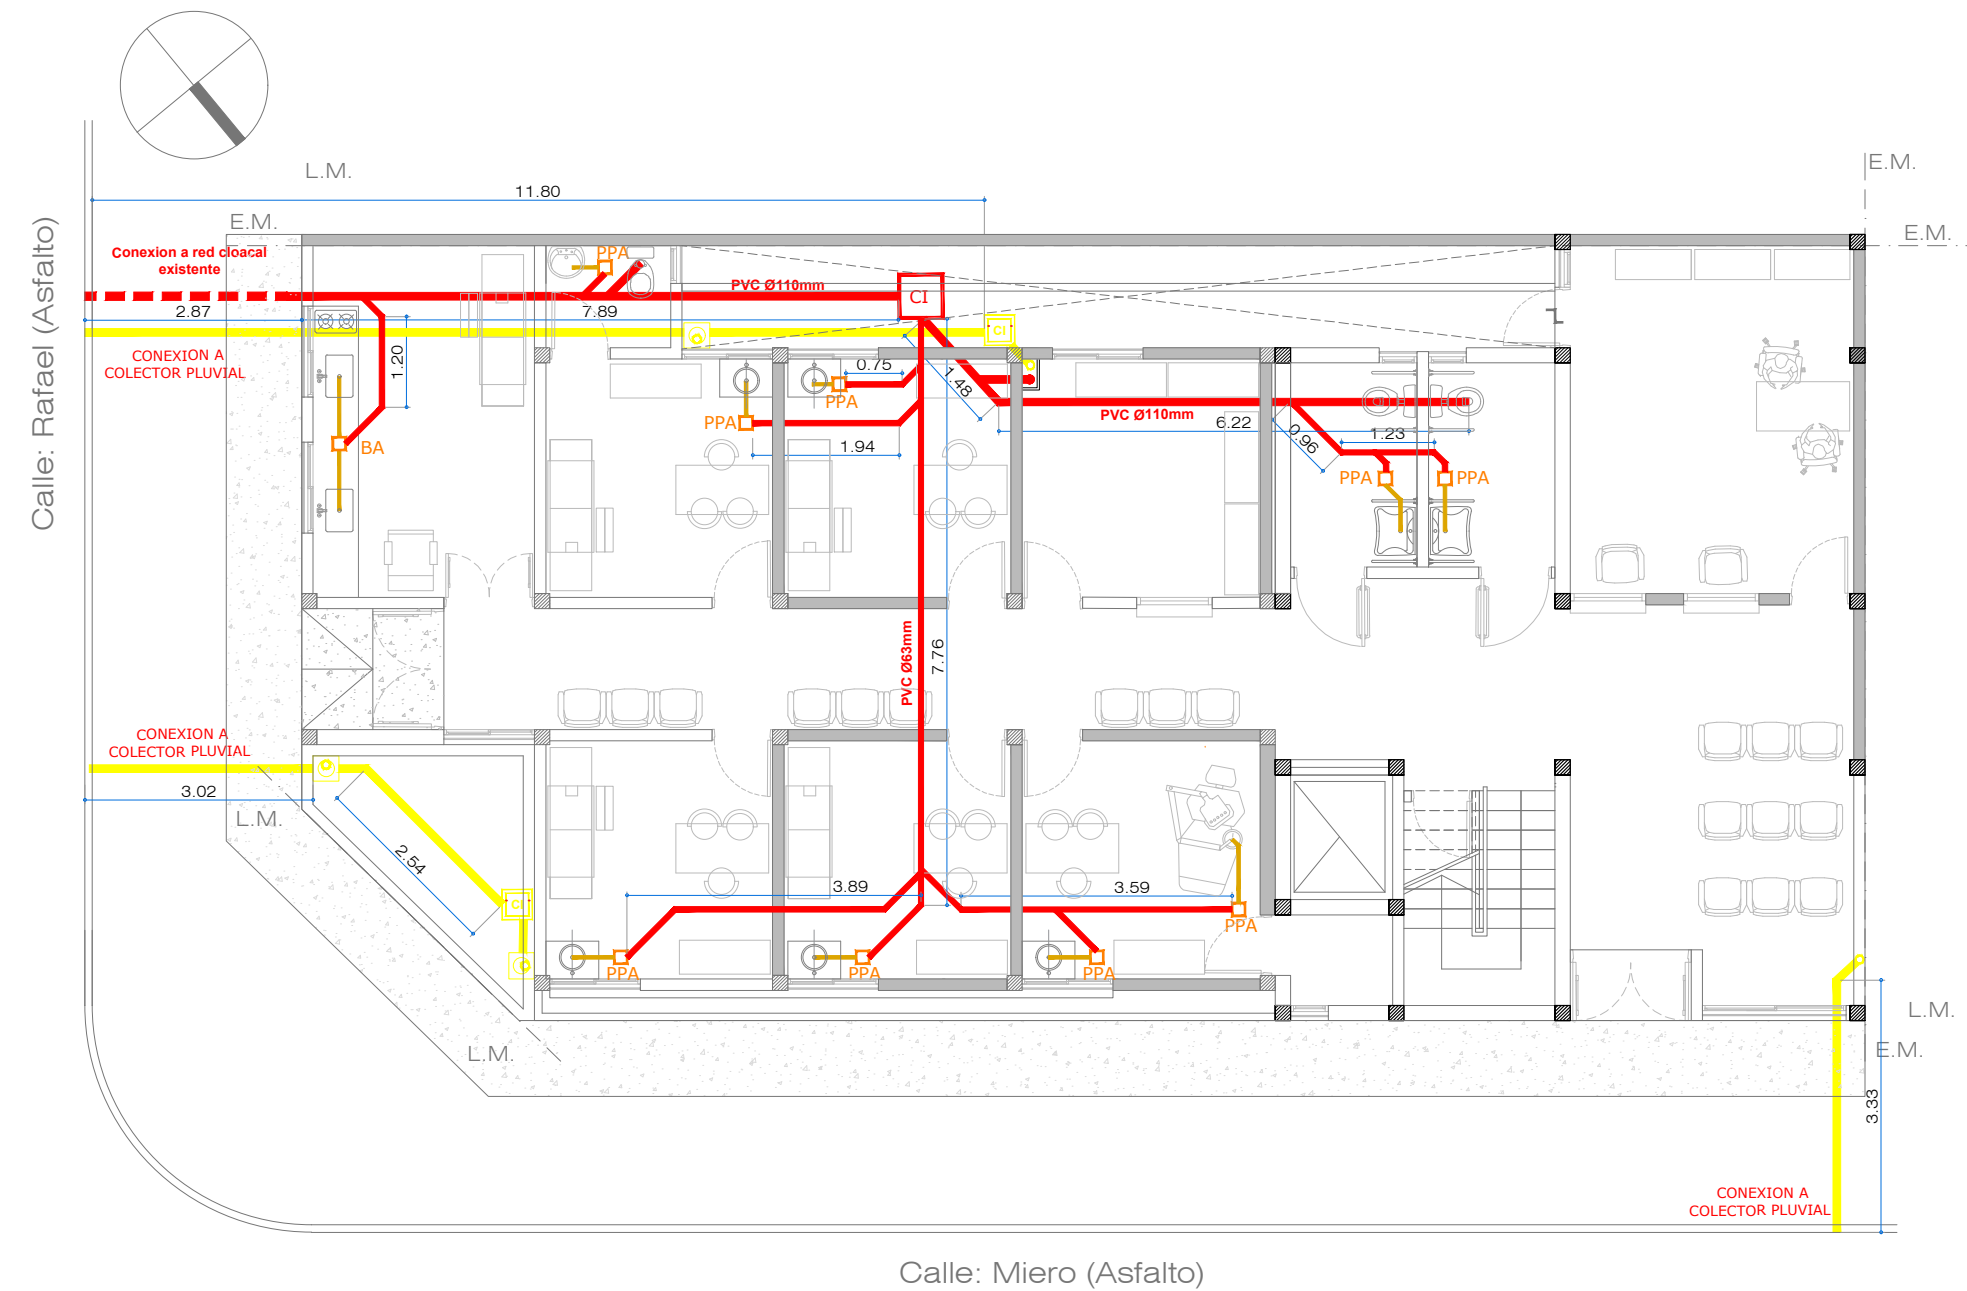 E.M.
L.M.
11.80
E.M.
E.M.
Conexion a red cloacal
existente
PPA
PVC Ø110mm
CI
2.87
7.89
CI
CONEXION A
COLECTOR PLUVIAL
1.20
0.75
1.48
PPA
PPA
PVC Ø110mm
6.22
0.96
1.23
BA
1.94
PPA
PPA
Calle: Rafael (Asfalto)
PVC Ø63mm
7.76
CONEXION A
COLECTOR PLUVIAL
3.02
L.M.
2.54
CI
3.89
3.59
PPA
PPA
PPA
PPA
L.M.
L.M.
E.M.
3.33
CONEXION A
COLECTOR PLUVIAL
Calle: Miero (Asfalto)